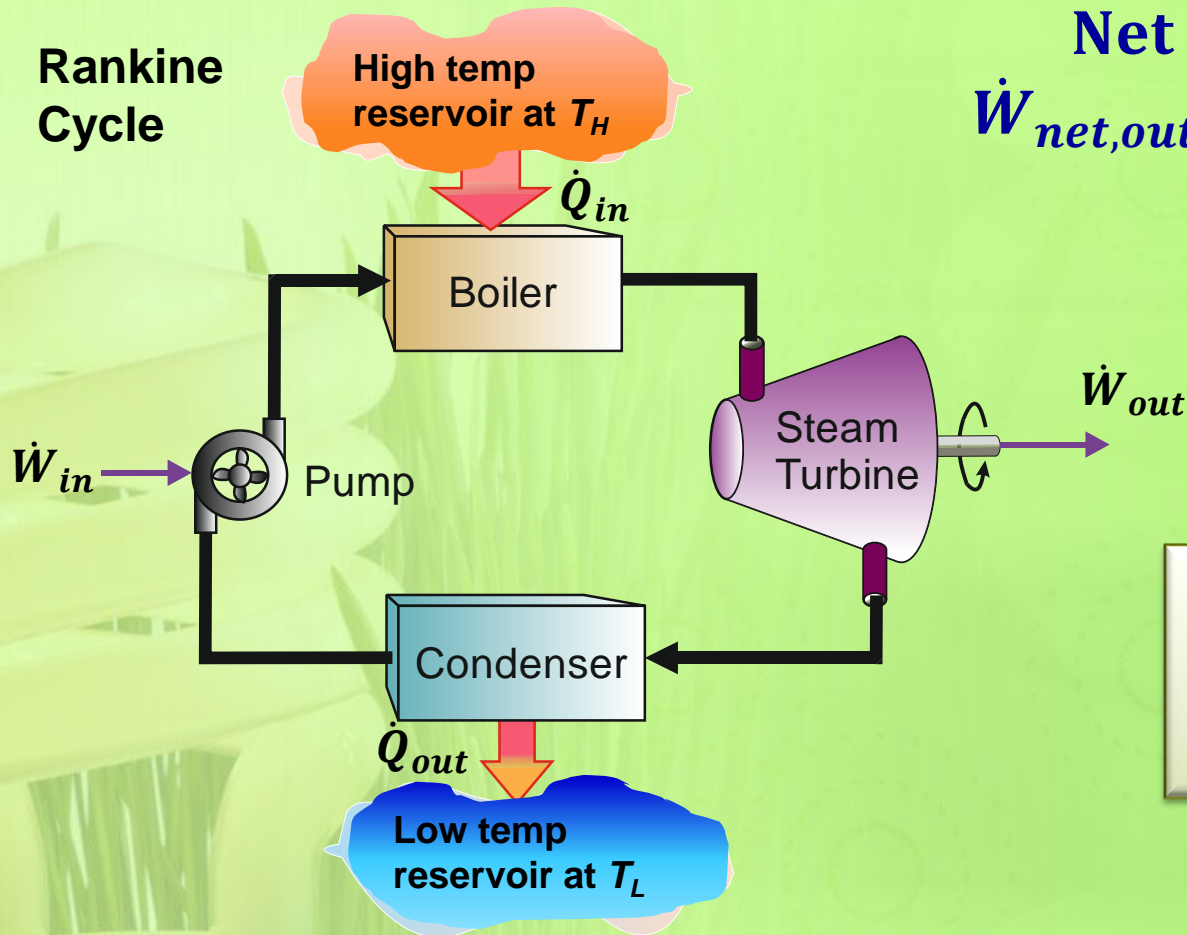 Rankine
Cycle
High temp
reservoir at T_H
Net
Ẇ_net,out
Q̇_in
Boiler
Steam
Turbine
Ẇ_out
Ẇ_in
Pump
Condenser
Q̇_out
Low temp
reservoir at T_L